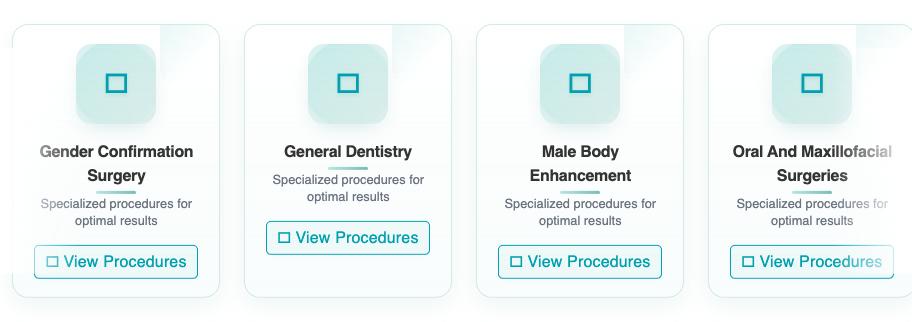 Gender Confirmation
Surgery
Specialized procedures for
optimal results
View Procedures
General Dentistry
Specialized procedures for
optimal results
View Procedures
Male Body
Enhancement
Specialized procedures for
optimal results
View Procedures
Oral And Maxillofacial
Surgeries
Specialized procedures for
optimal results
View Procedures